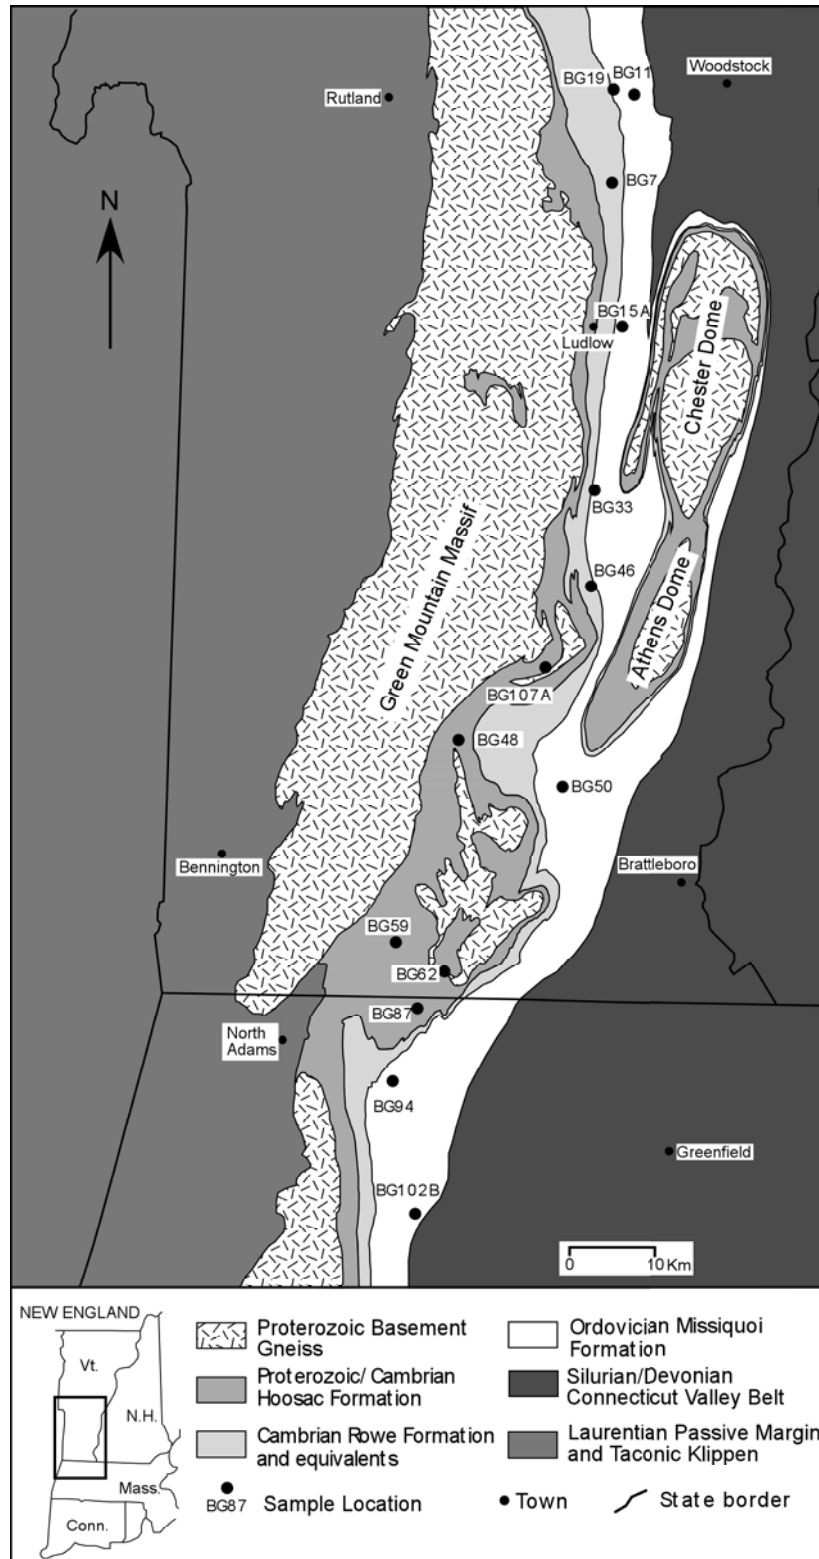 BG19
BG11
Woodstock
Rutland
N
BG7
BG15A
Ludlow
Chester Dome
BG33
BG46
Green Mountain Massif
Athens Dome
BG107A
BG48
BG50
Bennington
Brattleboro
BG59
BG62
BG87
North
Adams
BG94
Greenfield
BG102B
0 10 Km
NEW ENGLAND
Vt.
N.H.
Mass.
Conn.
Proterozoic Basement
Gneiss
Proterozoic/ Cambrian
Hoosac Formation
Cambrian Rowe Formation
and equivalents
BG87 Sample Location
Ordovician Missiquoi
Formation
Silurian/Devonian
Connecticut Valley Belt
Laurentian Passive Margin
and Taconic Klippen
Town
State border